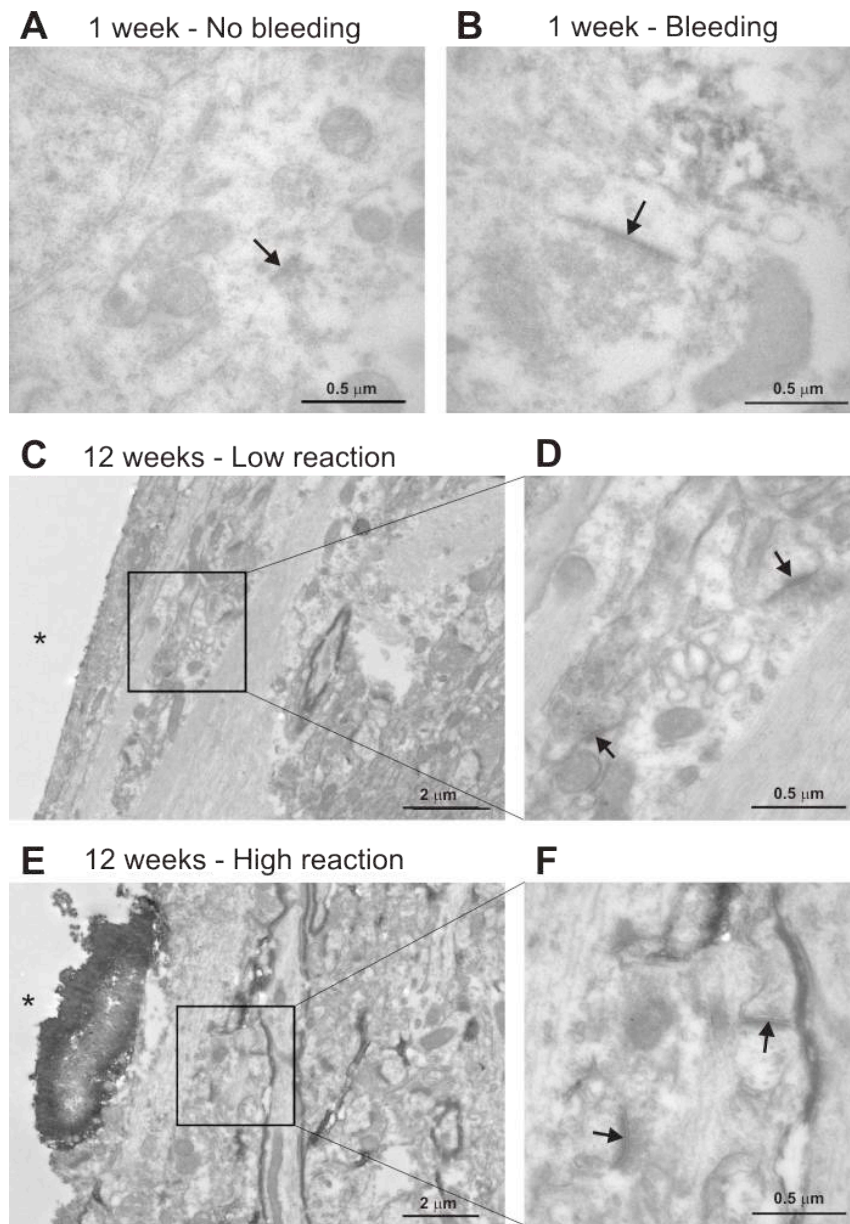 A 1 week - No bleeding
B 1 week - Bleeding
0.5 μm
0.5 μm
C 12 weeks - Low reaction
D
*
2 μm
0.5 μm
E 12 weeks - High reaction
F
*
2 μm
0.5 μm